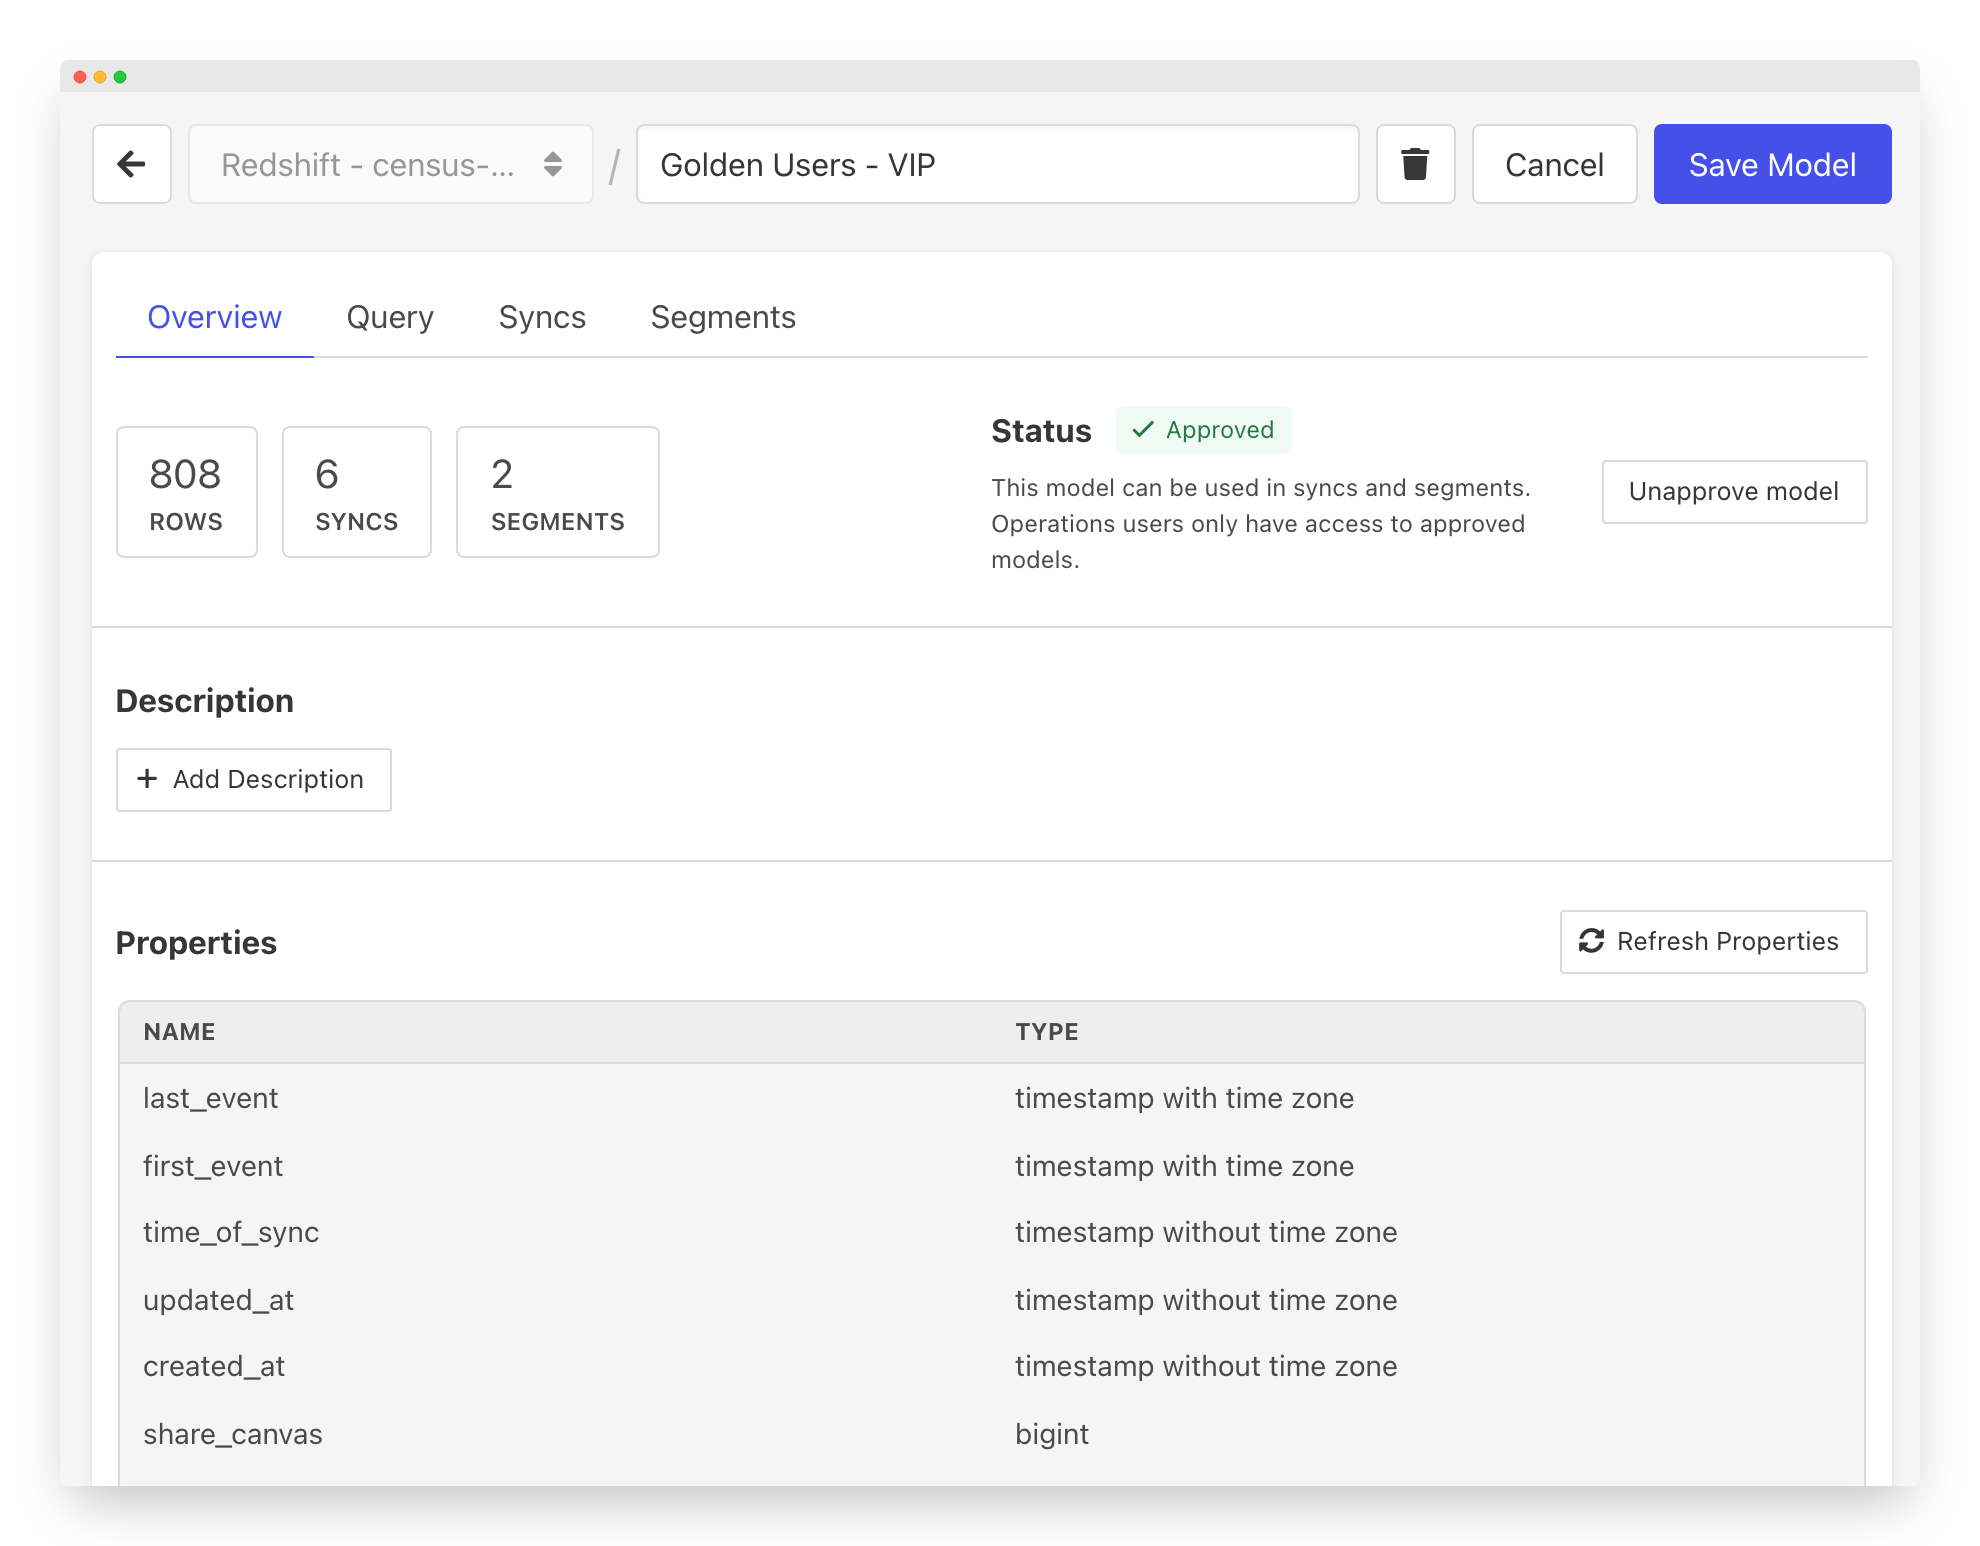 Redshift - census-... / Golden Users - VIP Cancel Save Model
Overview Query Syncs Segments
808
ROWS
6
SYNCS
2
SEGMENTS
Status Approved
This model can be used in syncs and segments.
Operations users only have access to approved
models.
Unapprove model
Description
+ Add Description
Properties
Refresh Properties
NAME TYPE
last_event timestamp with time zone
first_event timestamp with time zone
time_of_sync timestamp without time zone
updated_at timestamp without time zone
created_at timestamp without time zone
share_canvas bigint